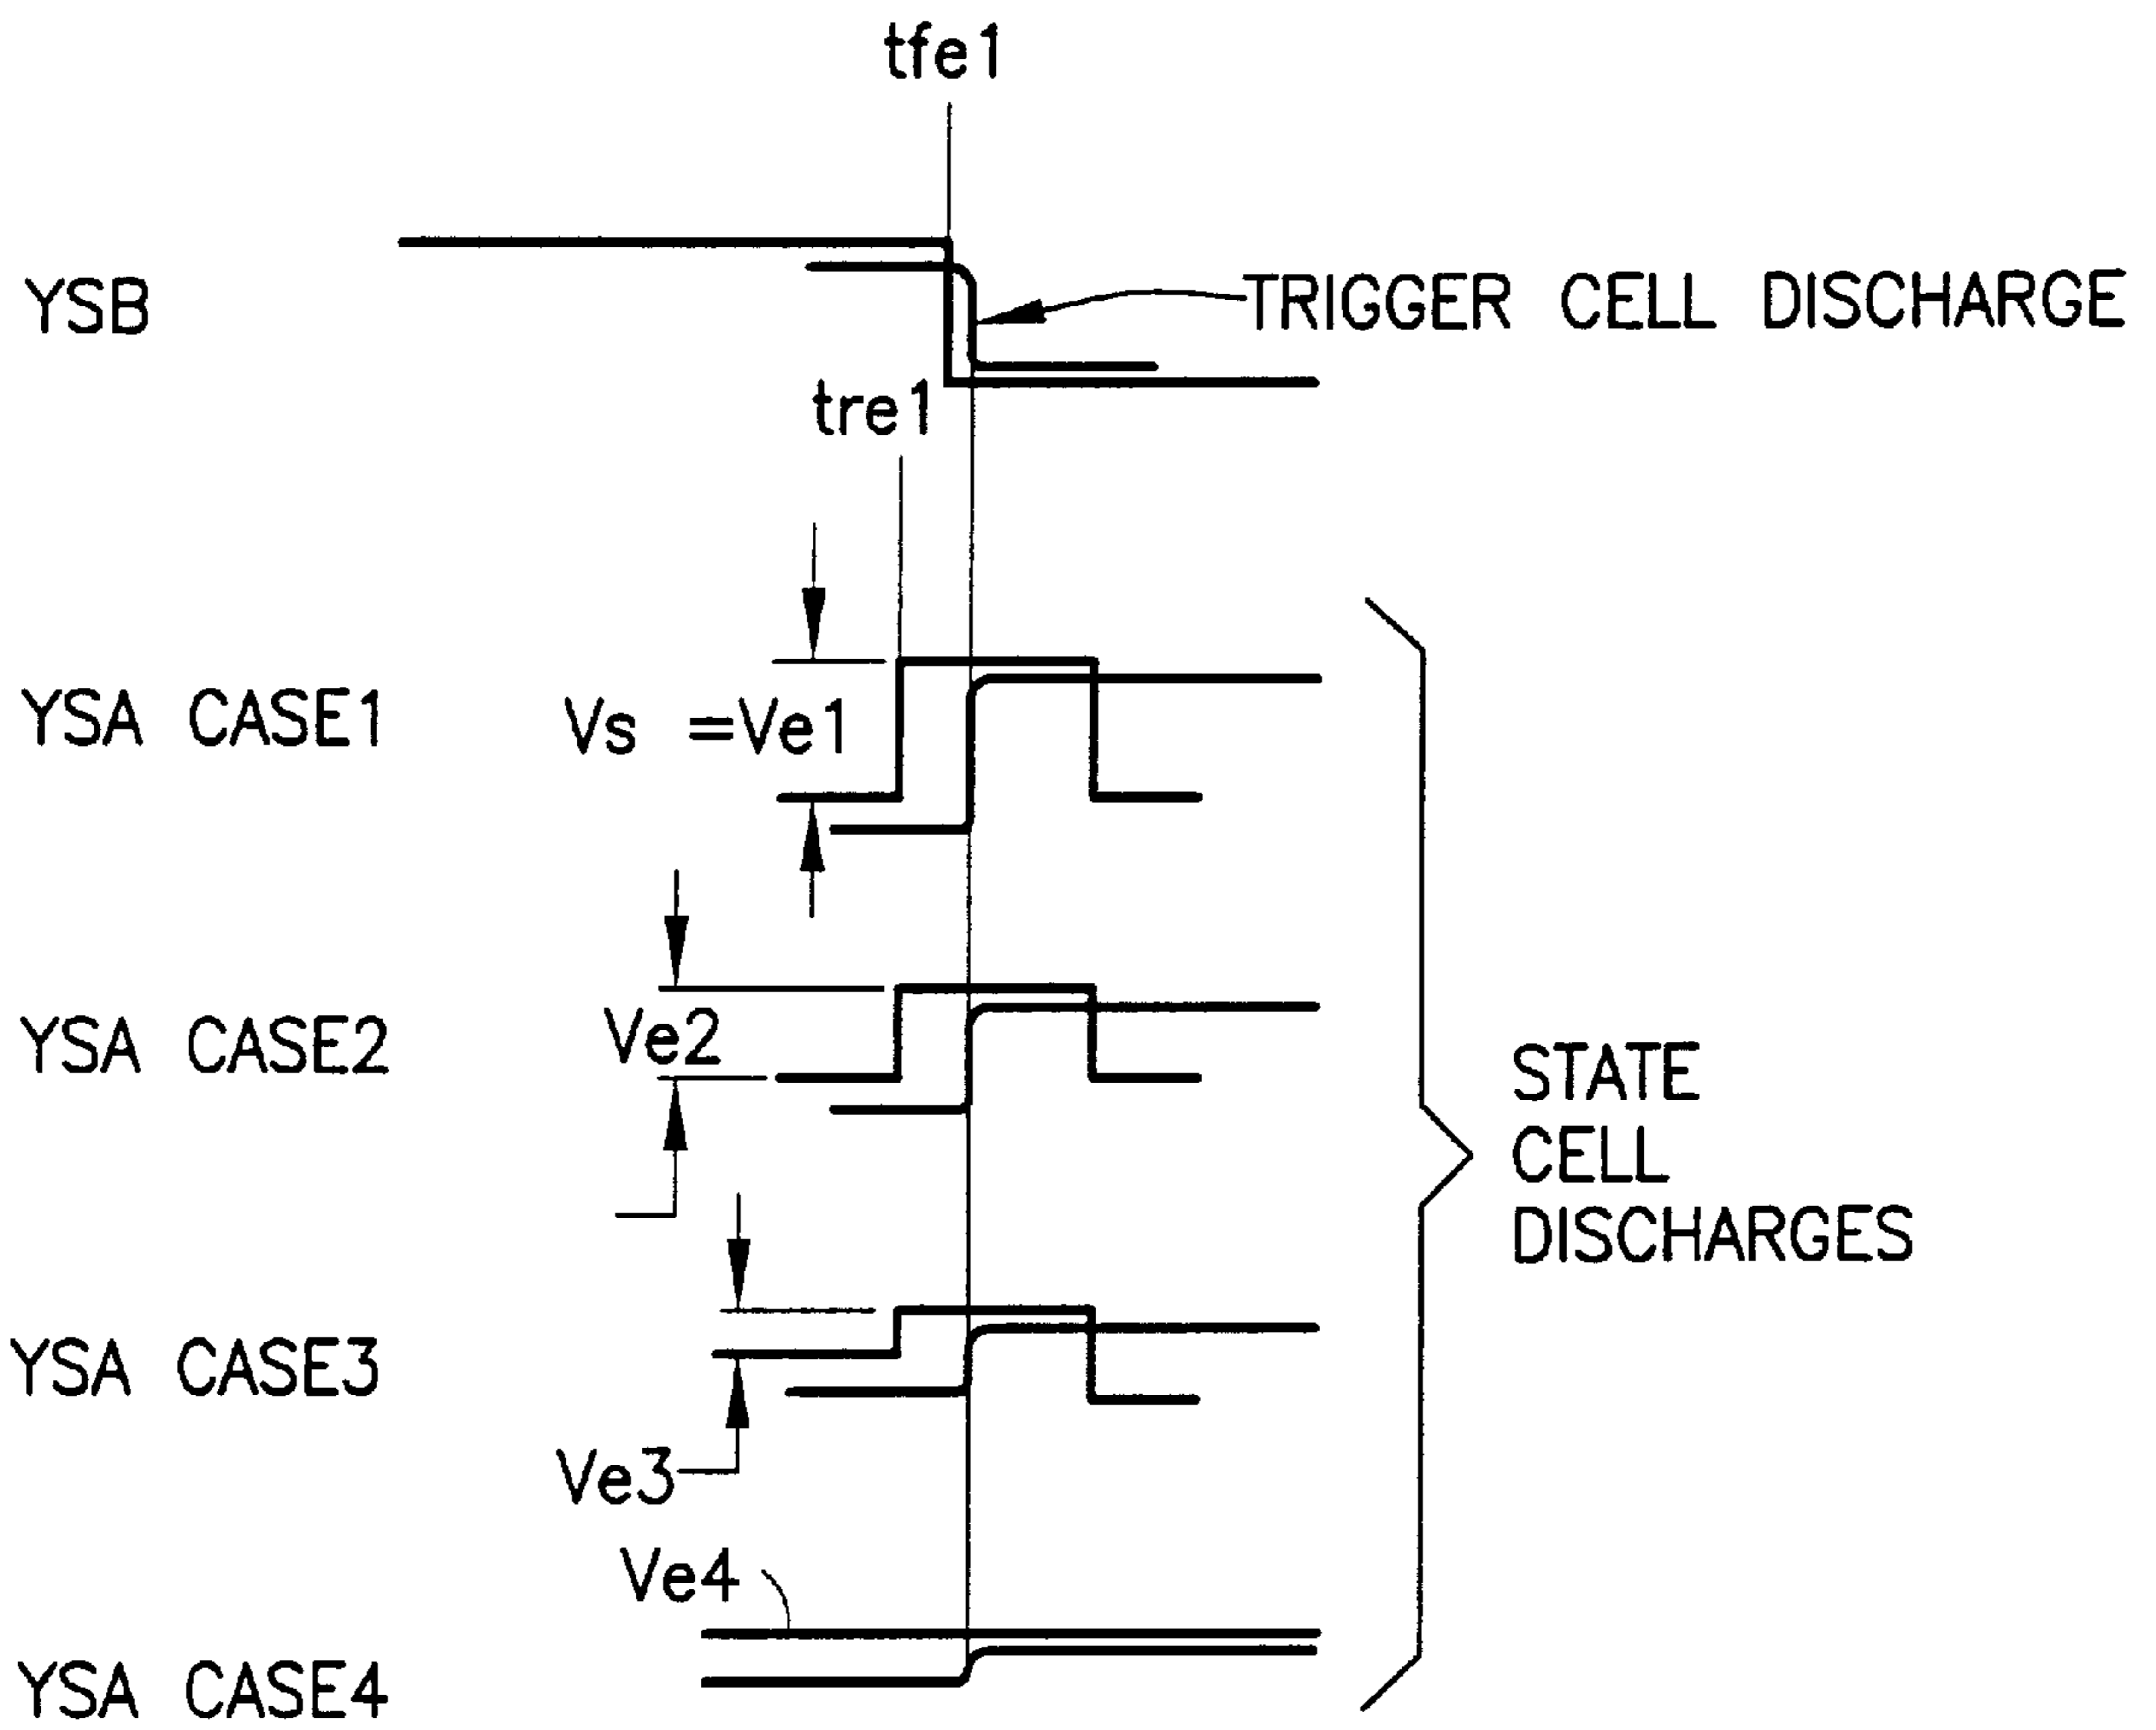 tfe1
YSB
TRIGGER CELL DISCHARGE
tre1
YSA CASE1
Vs =Ve1
YSA CASE2
Ve2
STATE
CELL
DISCHARGES
YSA CASE3
Ve3
Ve4
YSA CASE4